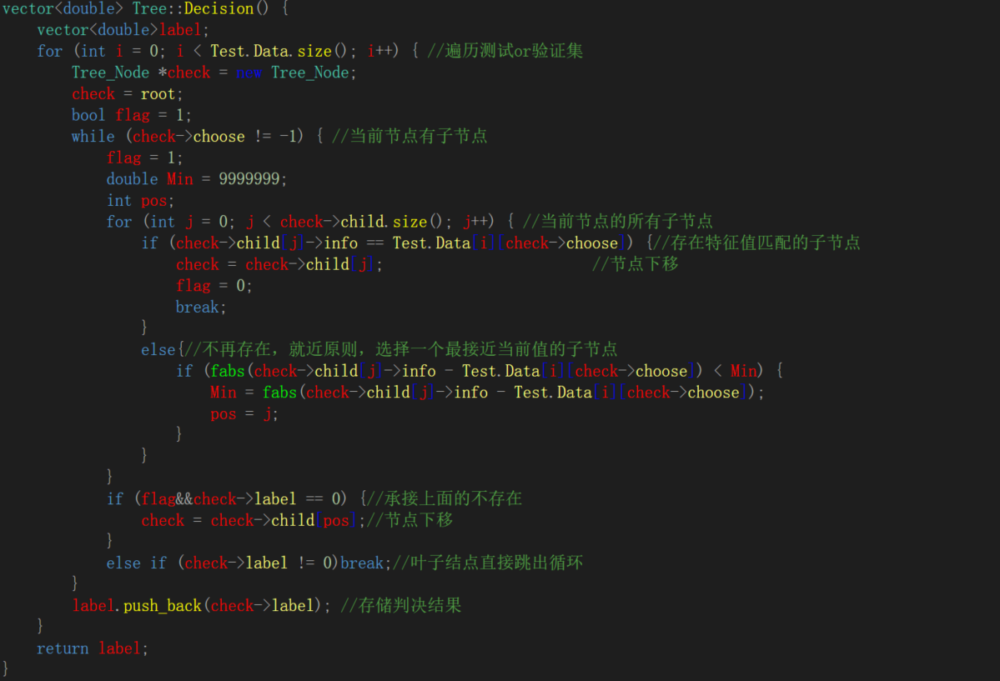 vector<double> Tree::Decision() {
    vector<double>label;
    for (int i = 0; i < Test.Data.size(); i++) { //遍历测试or验证集
        Tree_Node *check = new Tree_Node;
        check = root;
        bool flag = 1;
        while (check->choose != -1) { //当前节点有子节点
            flag = 1;
            double Min = 9999999;
            int pos;
            for (int j = 0; j < check->child.size(); j++) { //当前节点的所有子节点
                if (check->child[j]->info == Test.Data[i][check->choose]) {//存在特征值匹配的子节点
                    check = check->child[j];                        //节点下移
                    flag = 0;
                    break;
                }
                else{//不再存在，就近原则，选择一个最接近当前值的子节点
                    if (fabs(check->child[j]->info - Test.Data[i][check->choose]) < Min) {
                        Min = fabs(check->child[j]->info - Test.Data[i][check->choose]);
                        pos = j;
                    }
                }
            }
            if (flag&&check->label == 0) {//承接上面的不存在
                check = check->child[pos];//节点下移
            }
            else if (check->label != 0)break;//叶子结点直接跳出循环
        }
        label.push_back(check->label); //存储判决结果
    }
    return label;
}